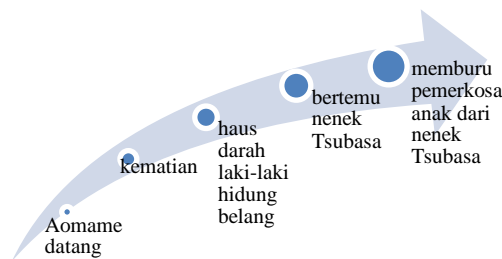 Aomame
datang
kematian
haus
darah
laki-laki
hidung
belang
bertemu
nenek
Tsubasa
memburu
pemerkosa
anak dari
nenek
Tsubasa